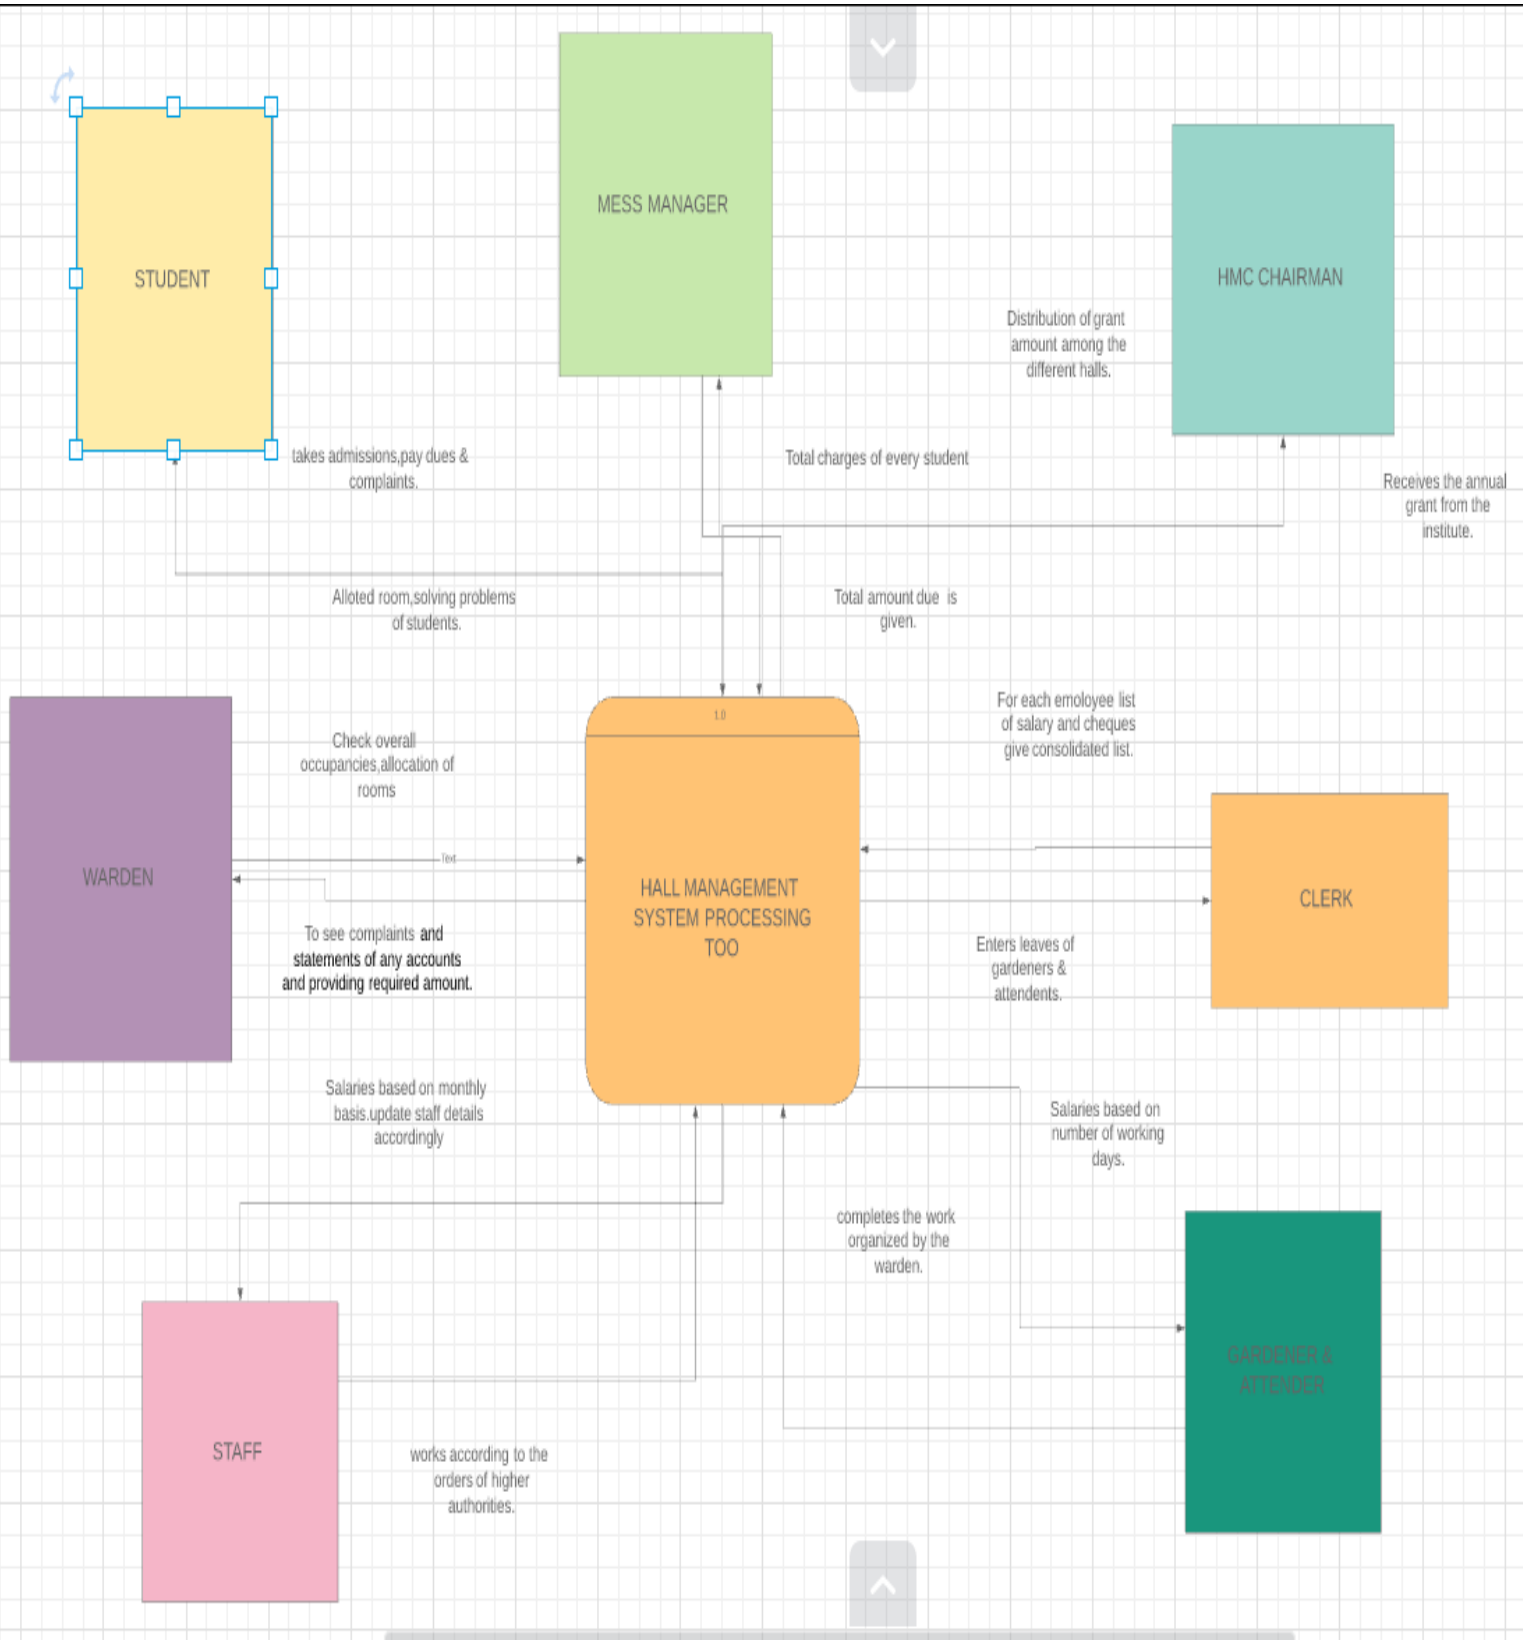 MESS MANAGER
STUDENT
HMC CHAIRMAN
Distribution of grant
amount among the
different halls.
takes admissions,pay dues &
complaints.
Total charges of every student
Receives the annual
grant from the
institute.
Alloted room,solving problems
of students.
Total amount due is
given.
For each emoloyee list
of salary and cheques
give consolidated list.
1.0
Check overall
occupancies,allocation of
rooms
Text
WARDEN
HALL MANAGEMENT
SYSTEM PROCESSING
TOO
CLERK
To see complaints and
statements of any accounts
and providing required amount.
Enters leaves of
gardeners &
attendents.
Salaries based on monthly
basis.update staff details
accordingly
Salaries based on
number of working
days.
completes the work
organized by the
warden.
GARDENER &
ATTENDER
STAFF
works according to the
orders of higher
authorities.